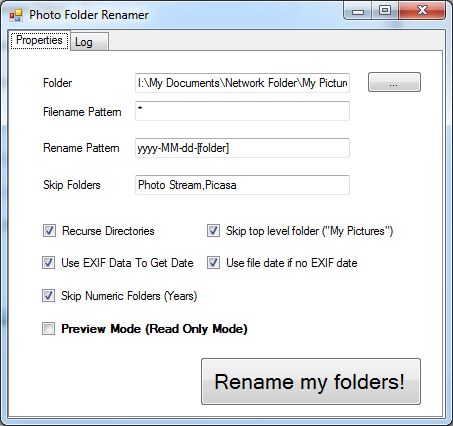 Photo Folder Renamer
Properties Log
Folder I:\My Documents\Network Folder\My Picture ...
Filename Pattern *
Rename Pattern yyyy-MM-dd-[folder]
Skip Folders Photo Stream,Picasa
Recurse Directories Skip top level folder ("My Pictures")
Use EXIF Data To Get Date Use file date if no EXIF date
Skip Numeric Folders (Years)
Preview Mode (Read Only Mode)
Rename my folders!